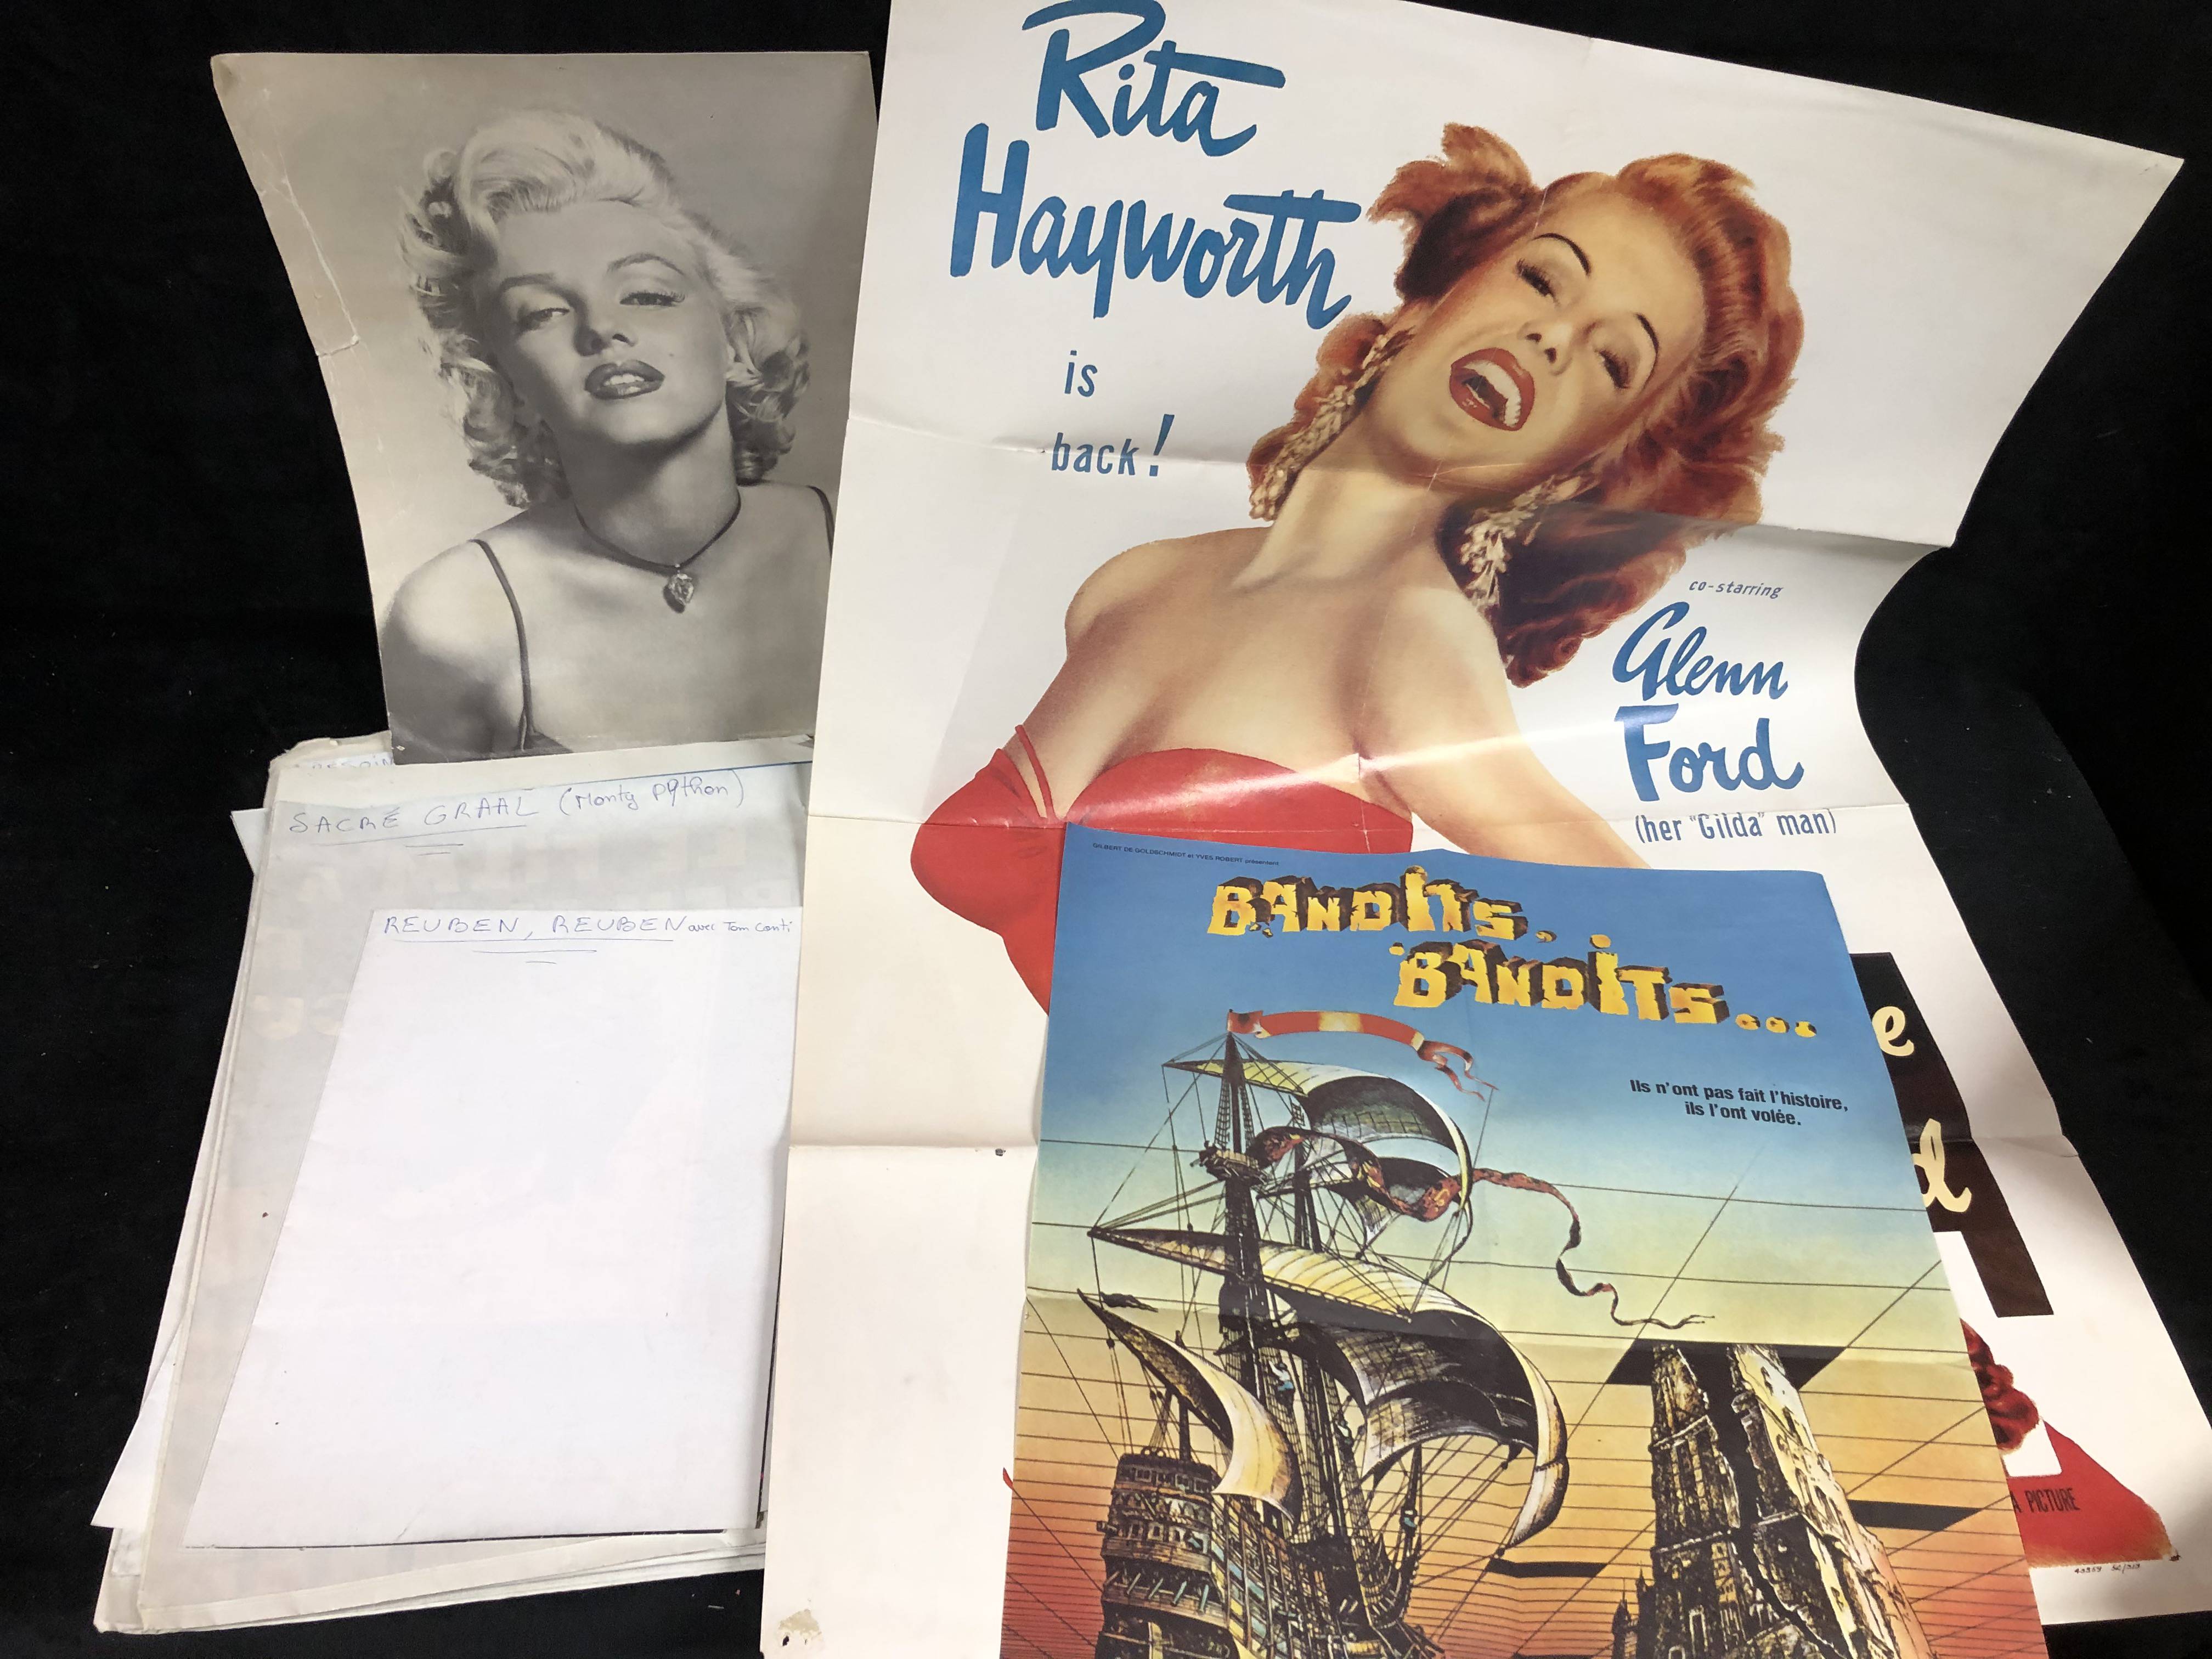 Rita
Hayworth
is
back!
co-starring
Glenn
Ford
(her "Gilda" man)
SACRÉ GRAAL (Monty python)
REUBEN, REUBEN avec Tom Conti
GILBERT DE GOLDSCHMIDT et YVES ROBERT présentent
BANDITS.
BANDITS...
Ils n'ont pas fait l'histoire,
ils l'ont volée.
e
d
A PICTURE